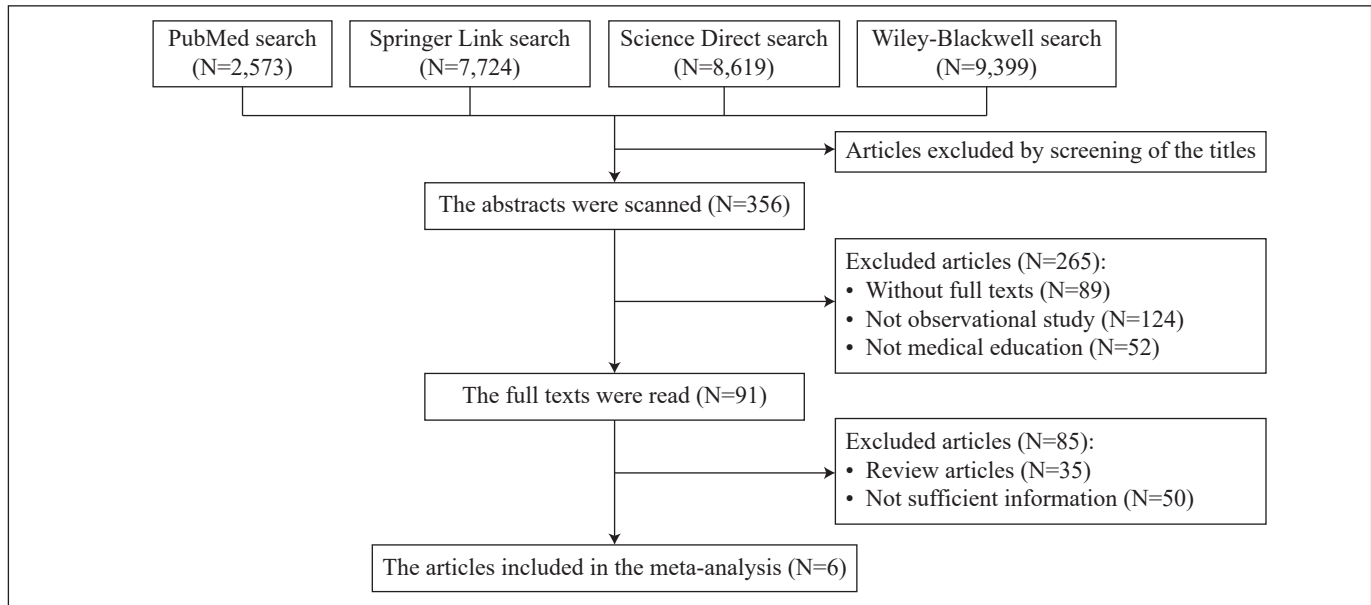 PubMed search
(N=2,573)
Springer Link search
(N=7,724)
Science Direct search
(N=8,619)
Wiley-Blackwell search
(N=9,399)
Articles excluded by screening of the titles
The abstracts were scanned (N=356)
Excluded articles (N=265):
• Without full texts (N=89)
• Not observational study (N=124)
• Not medical education (N=52)
The full texts were read (N=91)
Excluded articles (N=85):
• Review articles (N=35)
• Not sufficient information (N=50)
The articles included in the meta-analysis (N=6)